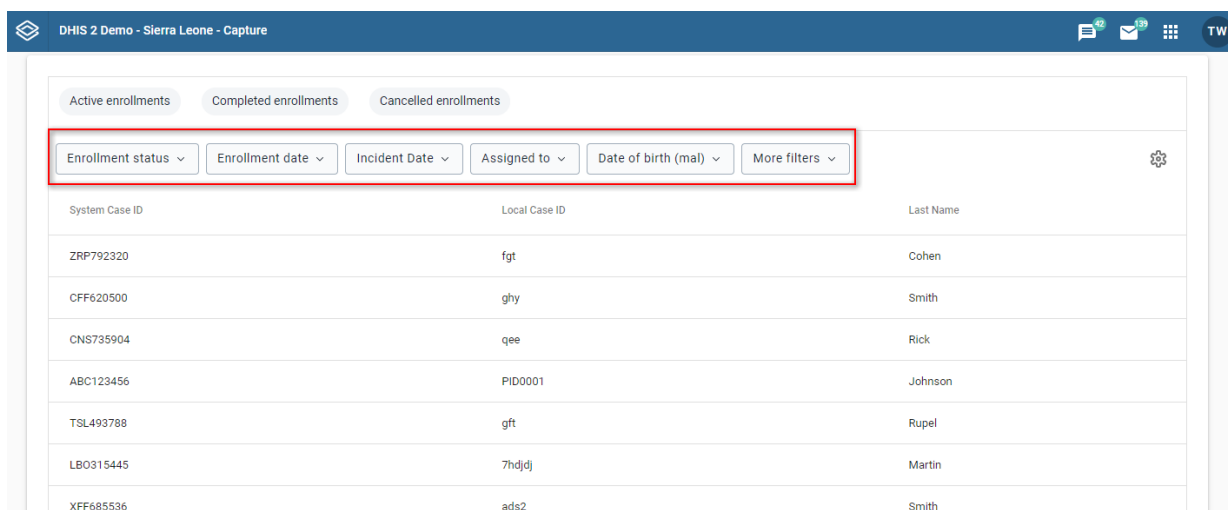 DHIS 2 Demo - Sierra Leone - Capture 42 139 TW
Active enrollments Completed enrollments Cancelled enrollments
Enrollment status Enrollment date Incident Date Assigned to Date of birth (mal) More filters
System Case ID Local Case ID Last Name
ZRP792320 fgt Cohen
CFF620500 ghy Smith
CNS735904 qee Rick
ABC123456 PID0001 Johnson
TSL493788 gft Rupel
LBO315445 7hdjdj Martin
XFF685536 ads2 Smith